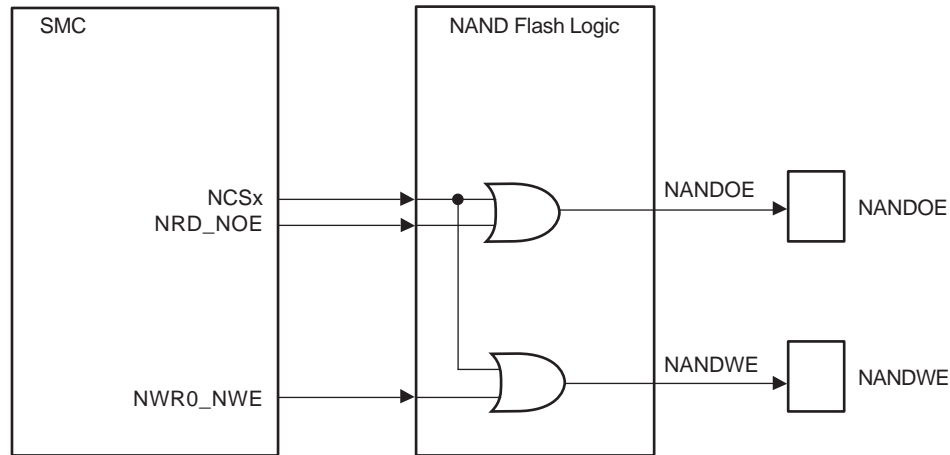 SMC
NAND Flash Logic
NCSx
NRD_NOE
NANDOE
NANDOE
NWR0_NWE
NANDWE
NANDWE